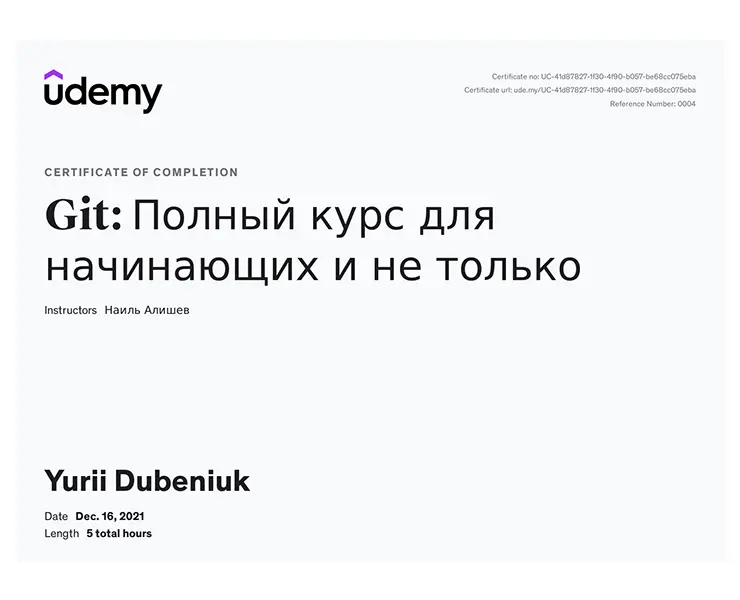 udemy
Certificate no: UC-41d87827-1f30-4f90-b057-be68cc075eba
Certificate url: ude.my/UC-41d87827-1f30-4f90-b057-be68cc075eba
Reference Number: 0004
CERTIFICATE OF COMPLETION
Git: Полный курс для
начинающих и не только
Instructors Наиль Алишев
Yurii Dubeniuk
Date Dec. 16, 2021
Length 5 total hours